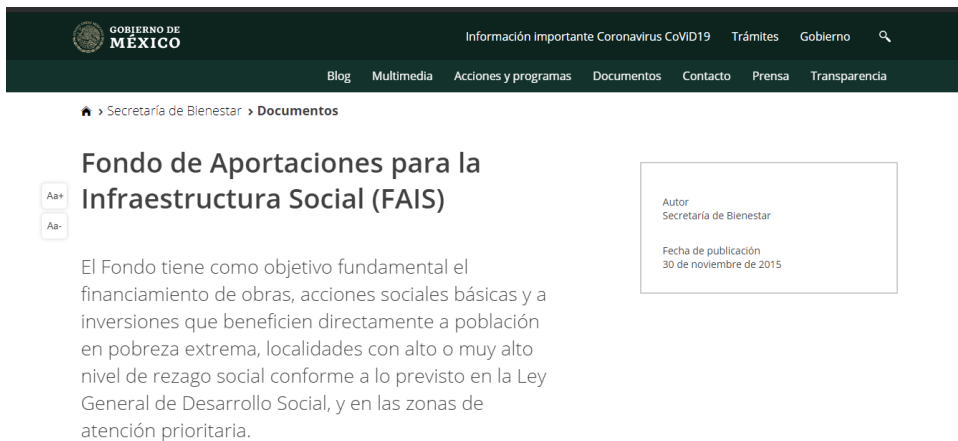 GOBIERNO DE
MÉXICO
Información importante Coronavirus CoViD19 Trámites Gobierno
Blog Multimedia Acciones y programas Documentos Contacto Prensa Transparencia
> Secretaría de Bienestar > Documentos
Fondo de Aportaciones para la
Infraestructura Social (FAIS)
Aa+
Aa-
Autor
Secretaría de Bienestar
Fecha de publicación
30 de noviembre de 2015
El Fondo tiene como objetivo fundamental el
financiamiento de obras, acciones sociales básicas y a
inversiones que beneficien directamente a población
en pobreza extrema, localidades con alto o muy alto
nivel de rezago social conforme a lo previsto en la Ley
General de Desarrollo Social, y en las zonas de
atención prioritaria.